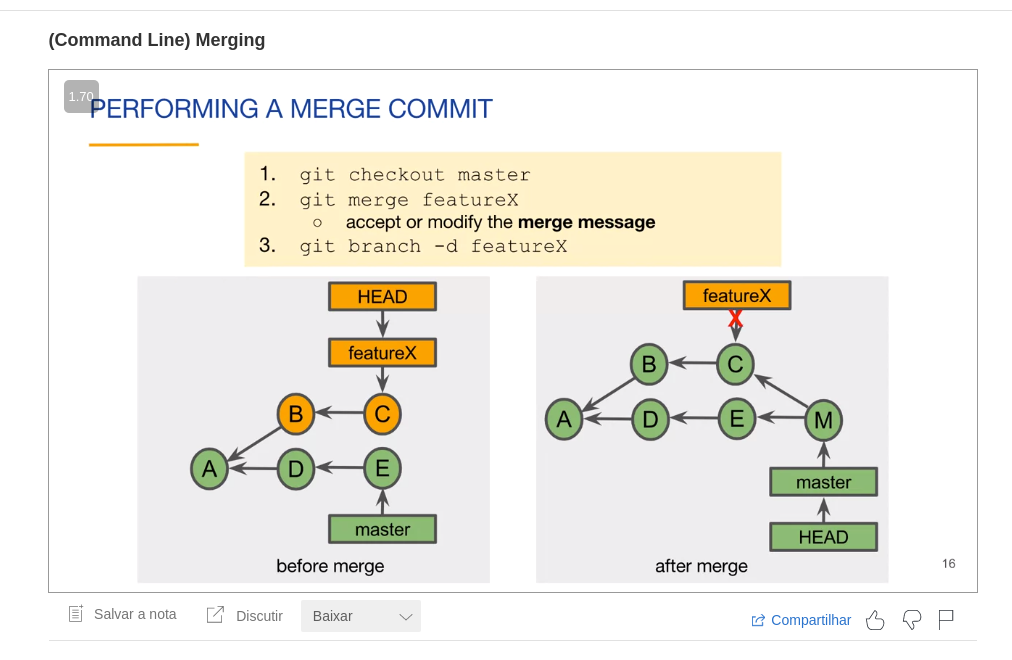 (Command Line) Merging
1.70
PERFORMING A MERGE COMMIT
1. git checkout master
2. git merge featureX
○ accept or modify the merge message
3. git branch -d featureX
HEAD
featureX
B
C
A
D
E
master
before merge
featureX
B
C
A
D
E
M
master
HEAD
after merge
16
Salvar a nota
Discutir
Baixar
Compartilhar